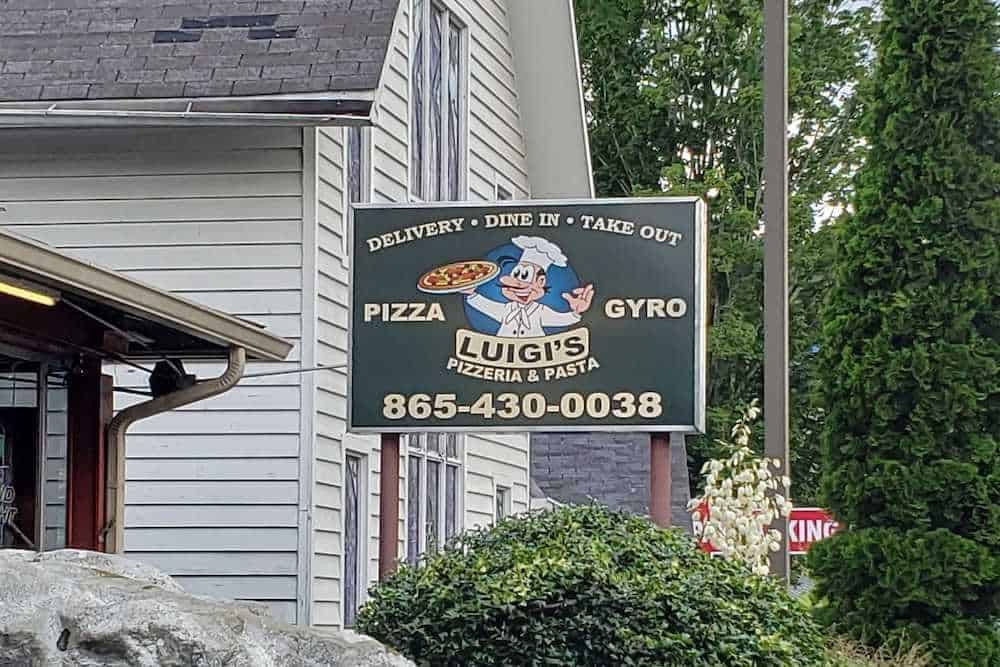 DELIVERY • DINE IN • TAKE OUT
PIZZA GYRO
LUIGI'S
PIZZERIA & PASTA
865-430-0038